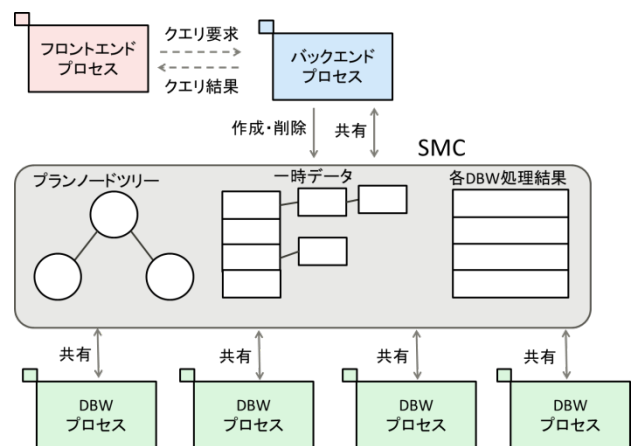 フロントエンド
プロセス
クエリ要求
クエリ結果
バックエンド
プロセス
作成・削除
共有
SMC
プランノードツリー
一時データ
各DBW処理結果
共有
共有
共有
共有
DBW
プロセス
DBW
プロセス
DBW
プロセス
DBW
プロセス